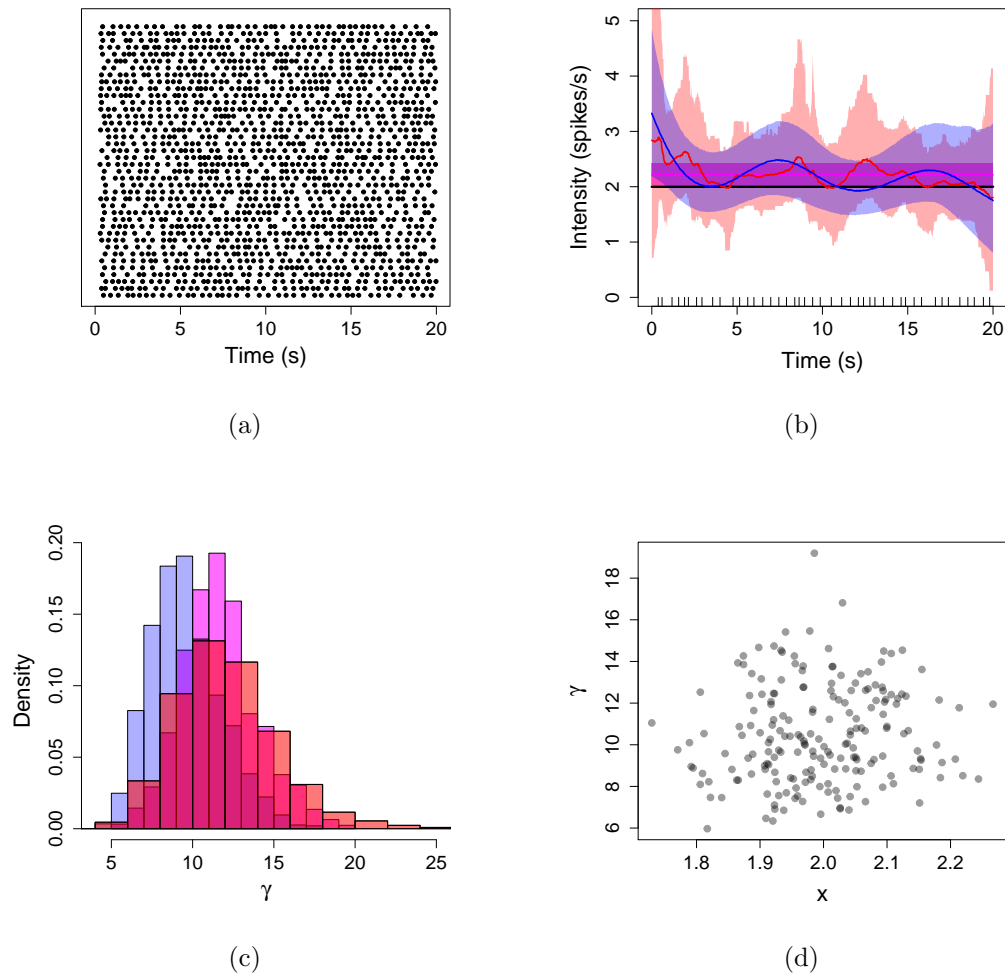 0 5 10 15 20
Time (s)
(a)
Intensity (spikes/s)
5
4
3
2
1
0
0 5 10 15 20
Time (s)
(b)
Density
0.20
0.15
0.10
0.05
0.00
5 10 15 20 25
γ
(c)
γ
18
16
14
12
10
8
6
1.8 1.9 2.0 2.1 2.2
x
(d)